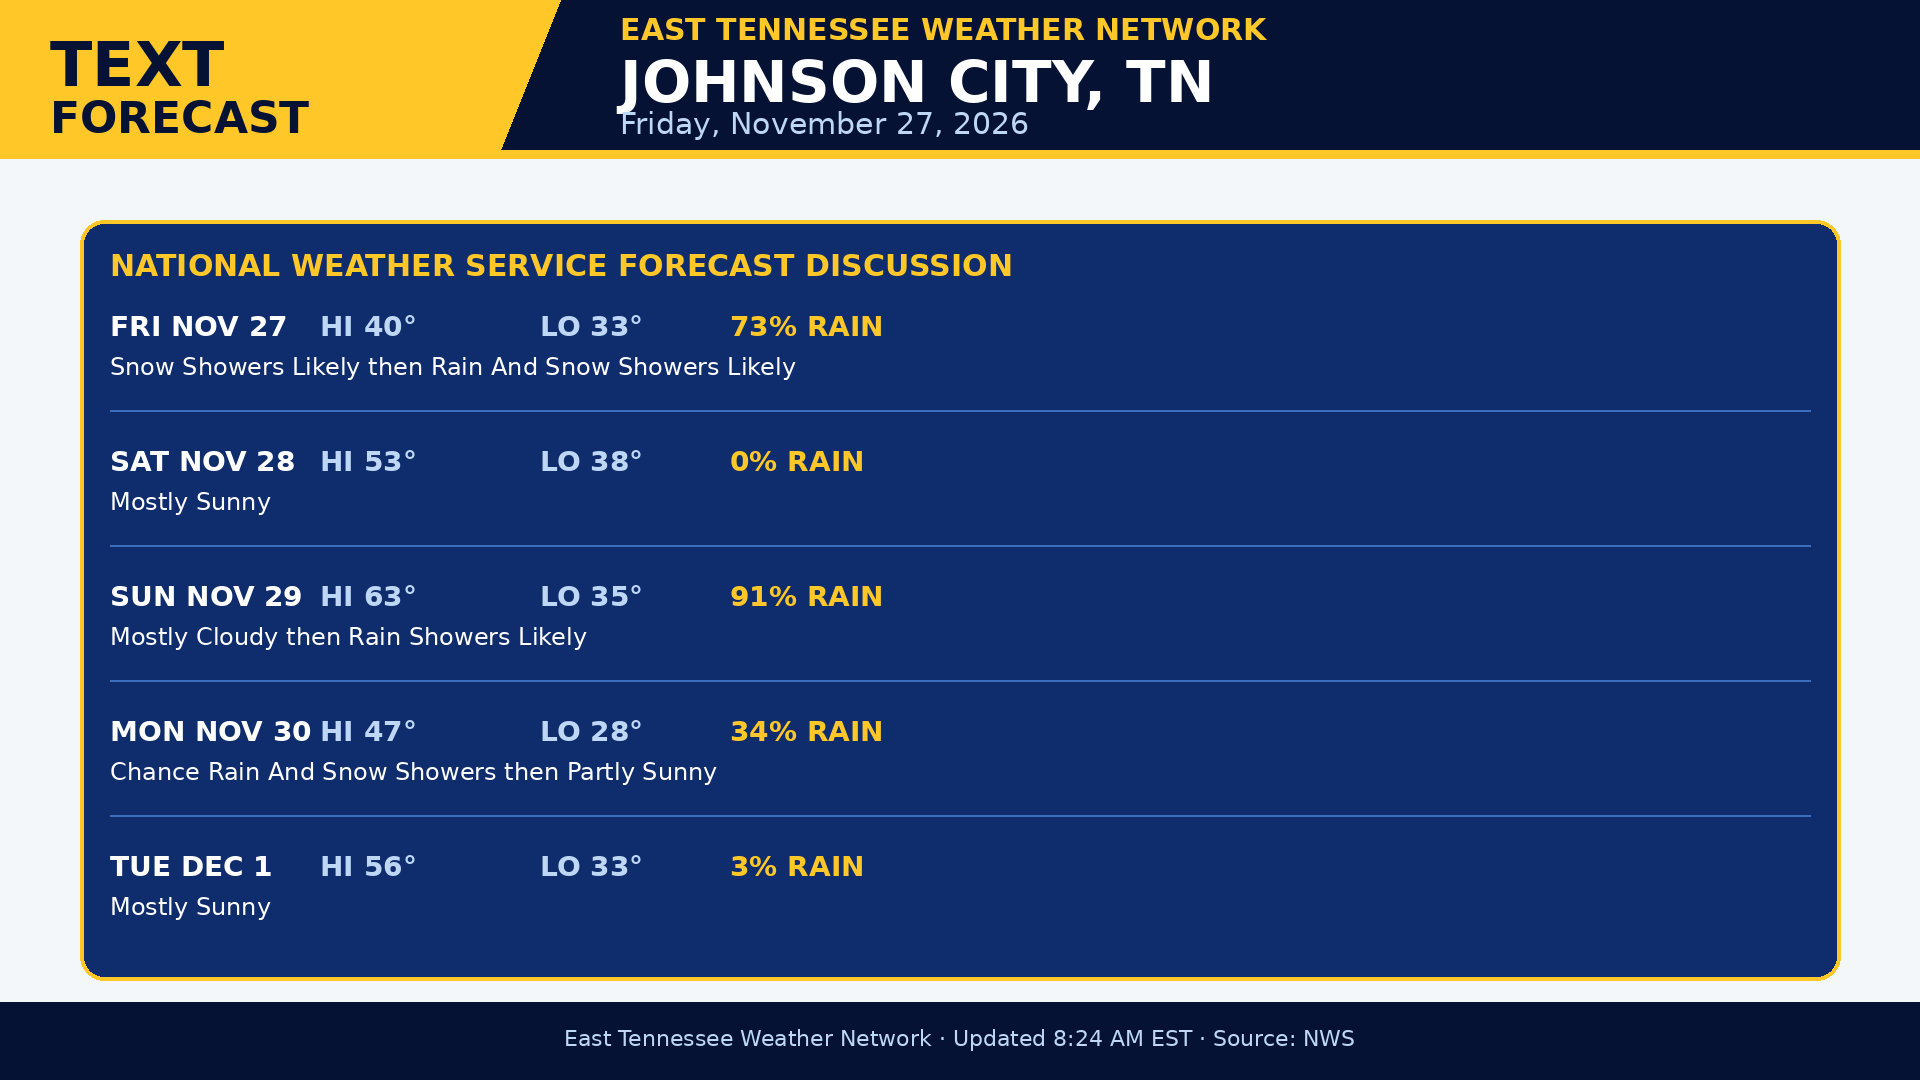 TEXT
FORECAST
EAST TENNESSEE WEATHER NETWORK
JOHNSON CITY, TN
Friday, November 27, 2026
NATIONAL WEATHER SERVICE FORECAST DISCUSSION
FRI NOV 27 HI 40° LO 33° 73% RAIN
Snow Showers Likely then Rain And Snow Showers Likely
SAT NOV 28 HI 53° LO 38° 0% RAIN
Mostly Sunny
SUN NOV 29 HI 63° LO 35° 91% RAIN
Mostly Cloudy then Rain Showers Likely
MON NOV 30 HI 47° LO 28° 34% RAIN
Chance Rain And Snow Showers then Partly Sunny
TUE DEC 1 HI 56° LO 33° 3% RAIN
Mostly Sunny
East Tennessee Weather Network · Updated 8:24 AM EST · Source: NWS